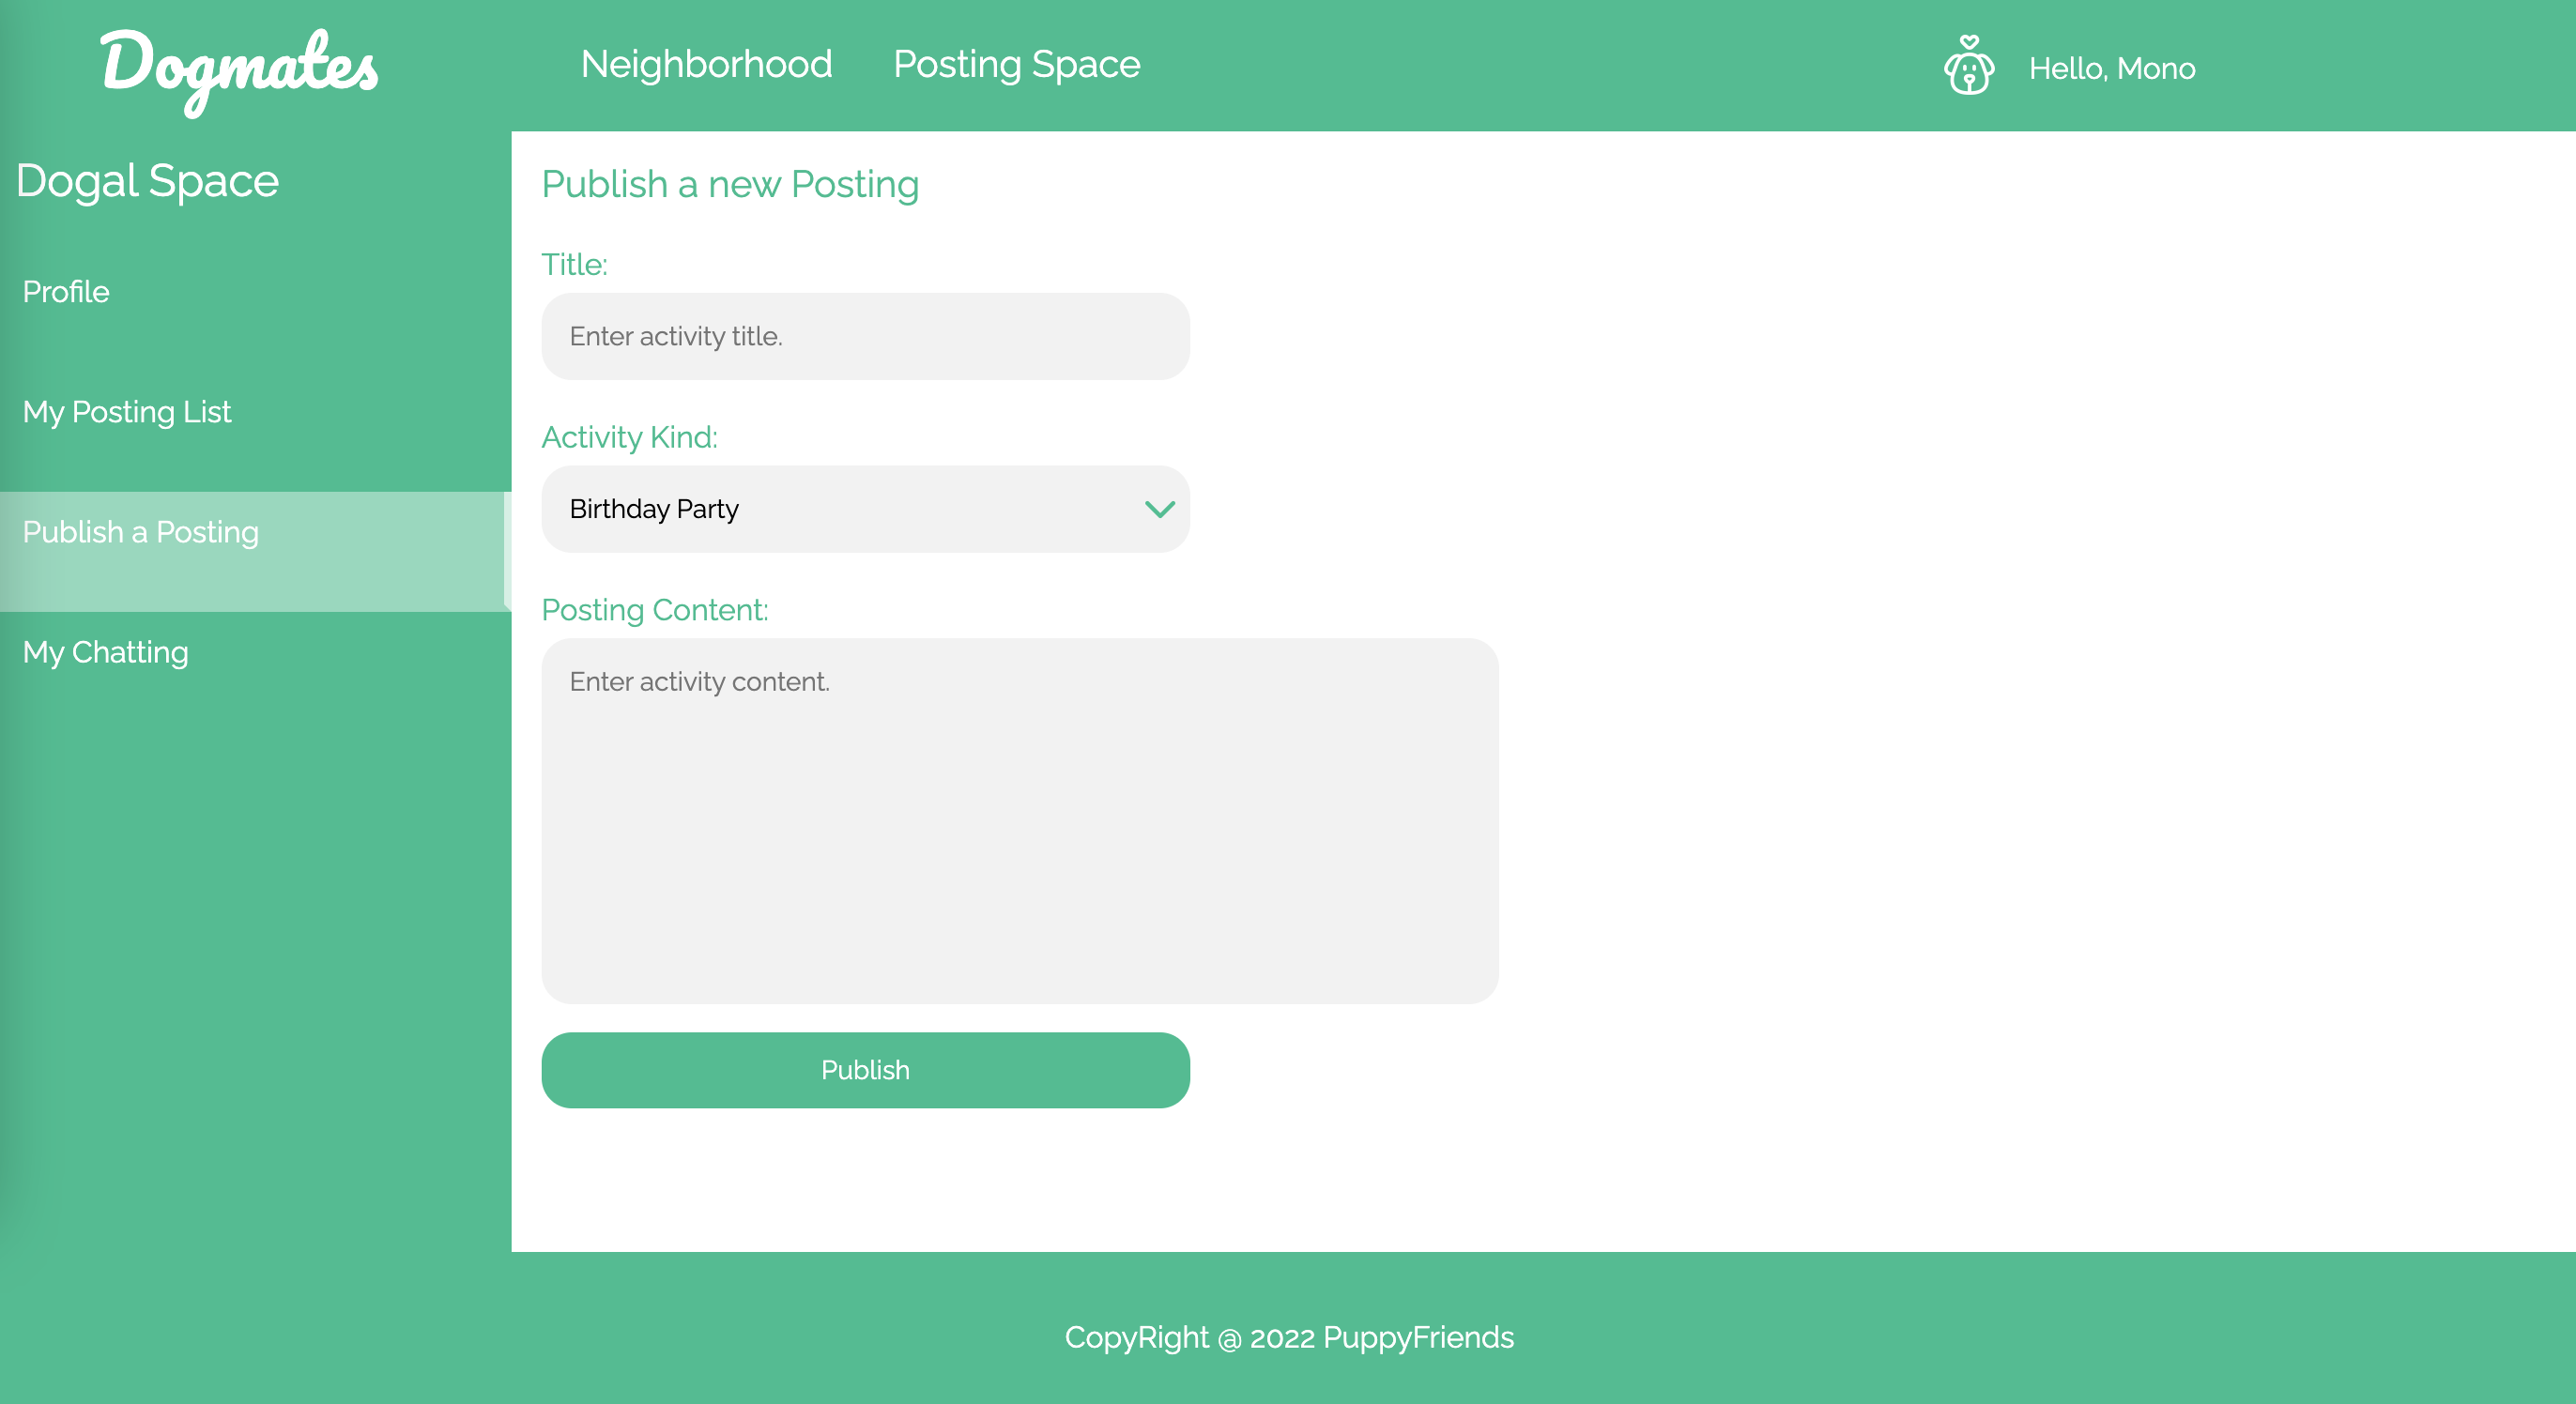 Dogmates
Neighborhood
Posting Space
Hello, Mono
Dogal Space
Profile
My Posting List
Publish a Posting
My Chatting
Publish a new Posting
Title:
Enter activity title.
Activity Kind:
Birthday Party
Posting Content:
Enter activity content.
Publish
CopyRight @ 2022 PuppyFriends